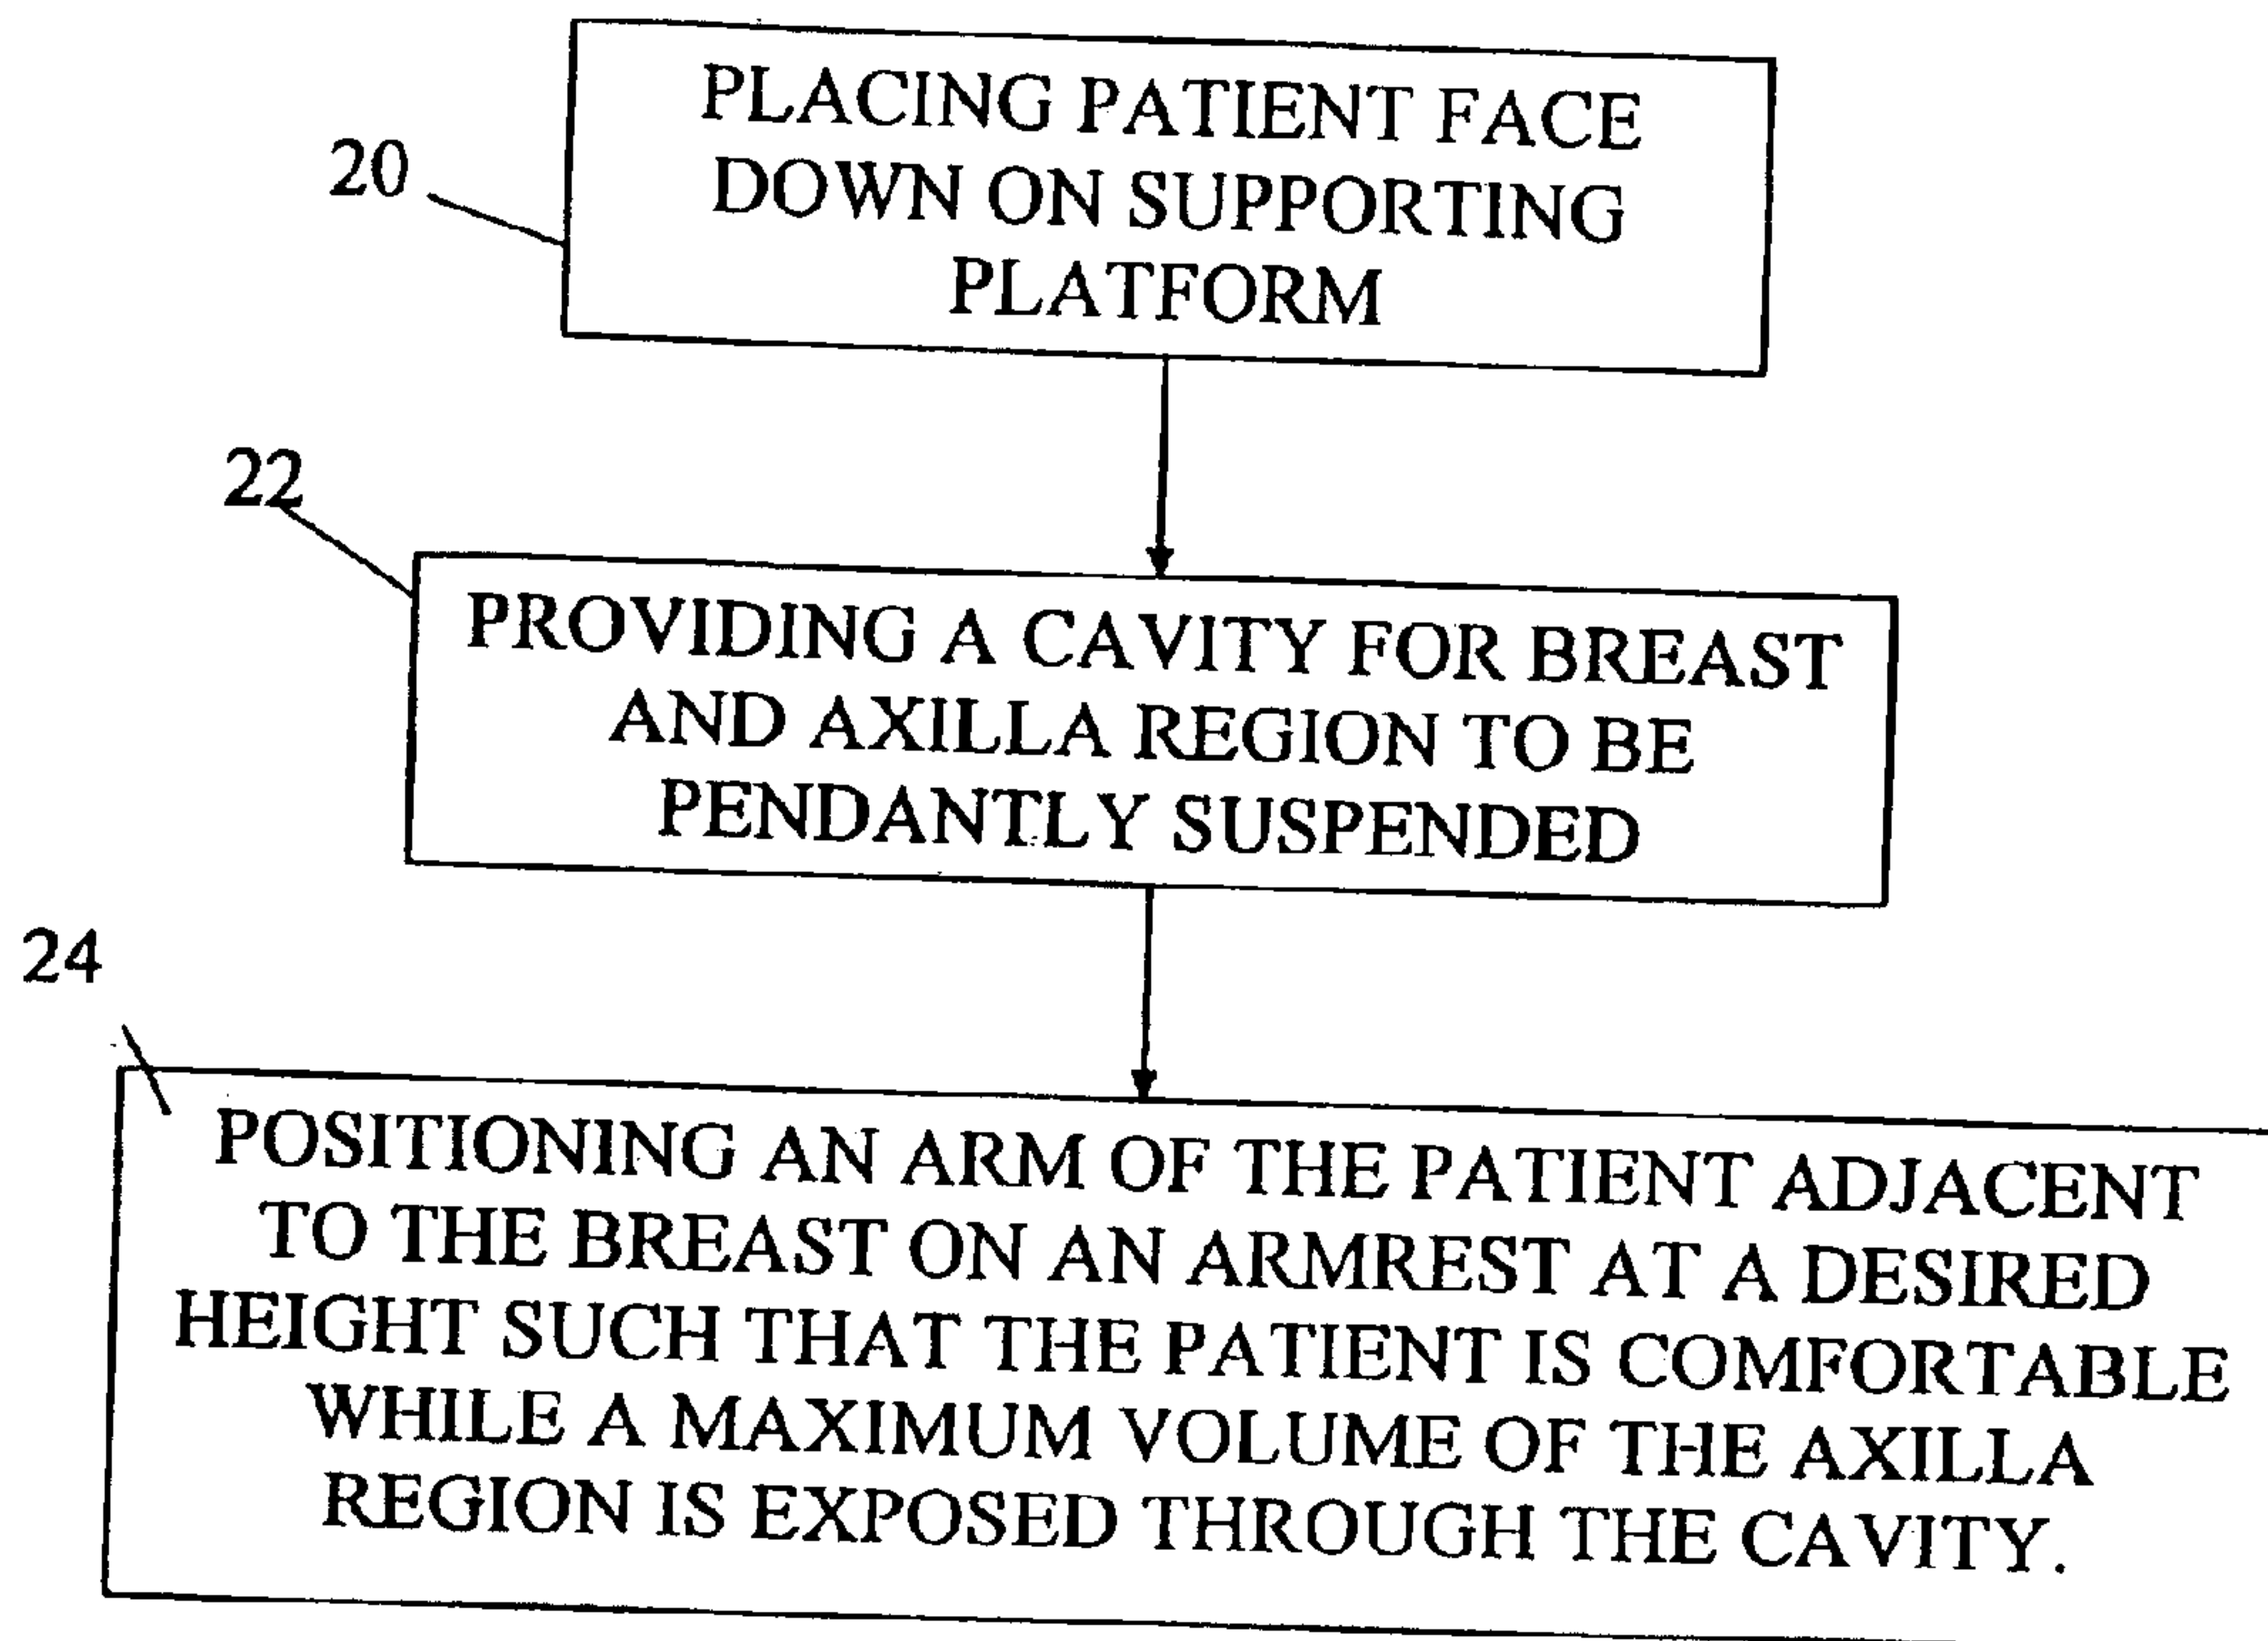 20
PLACING PATIENT FACE
DOWN ON SUPPORTING
PLATFORM
22
PROVIDING A CAVITY FOR BREAST
AND AXILLA REGION TO BE
PENDANTLY SUSPENDED
24
POSITIONING AN ARM OF THE PATIENT ADJACENT
TO THE BREAST ON AN ARMREST AT A DESIRED
HEIGHT SUCH THAT THE PATIENT IS COMFORTABLE
WHILE A MAXIMUM VOLUME OF THE AXILLA
REGION IS EXPOSED THROUGH THE CAVITY.